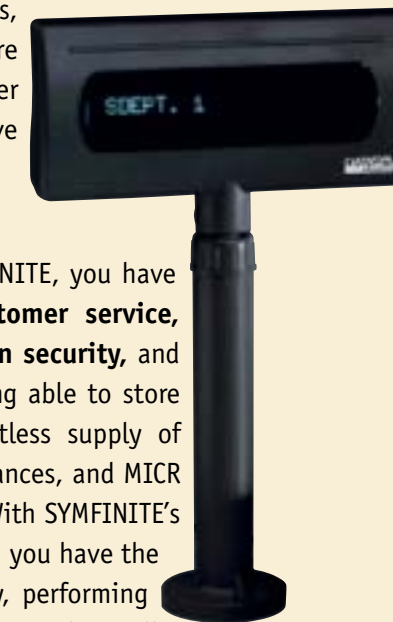 s,
re
er
ve
SDEPT. 1
NITE, you have
tomer service,
n security, and
ng able to store
tless supply of
ances, and MICR
With SYMFINITE's
you have the
y, performing